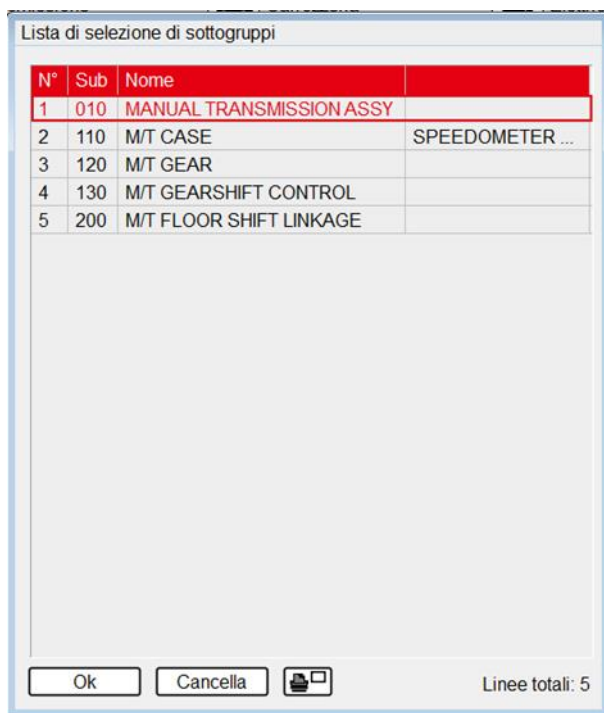 Lista di selezione di sottogruppi
N° Sub Nome
1 010 MANUAL TRANSMISSION ASSY
2 110 M/T CASE SPEEDOMETER ...
3 120 M/T GEAR
4 130 M/T GEARSHIFT CONTROL
5 200 M/T FLOOR SHIFT LINKAGE
Ok Cancella Linee totali: 5